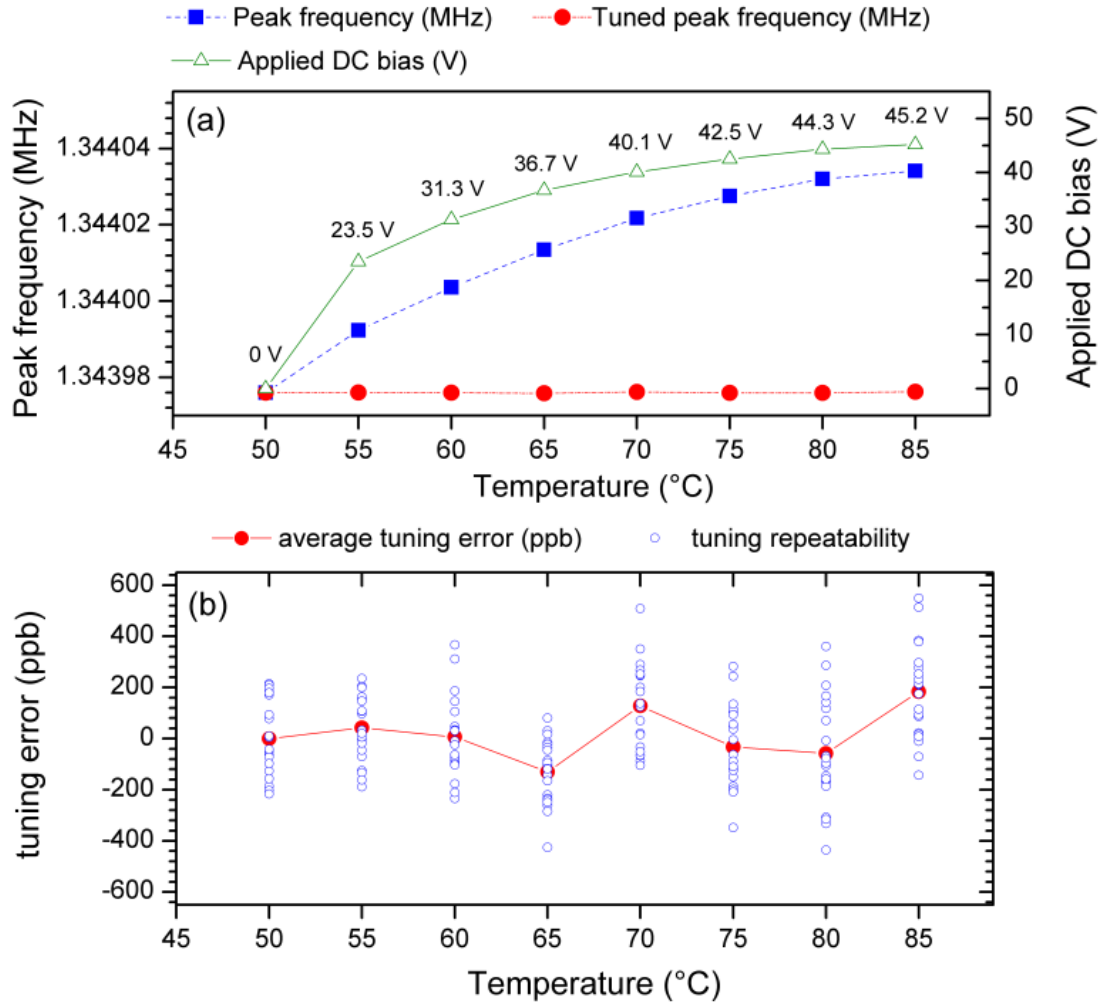 Peak frequency (MHz) Tuned peak frequency (MHz)
Applied DC bias (V)
(a)
Peak frequency (MHz)
1.34404
1.34402
1.34400
1.34398
0 V
23.5 V
31.3 V
36.7 V
40.1 V
42.5 V
44.3 V
45.2 V
50
40
30
20
10
0
Applied DC bias (V)
45 50 55 60 65 70 75 80 85
Temperature (°C)
average tuning error (ppb) tuning repeatability
(b)
tuning error (ppb)
600
400
200
0
-200
-400
-600
45 50 55 60 65 70 75 80 85
Temperature (°C)